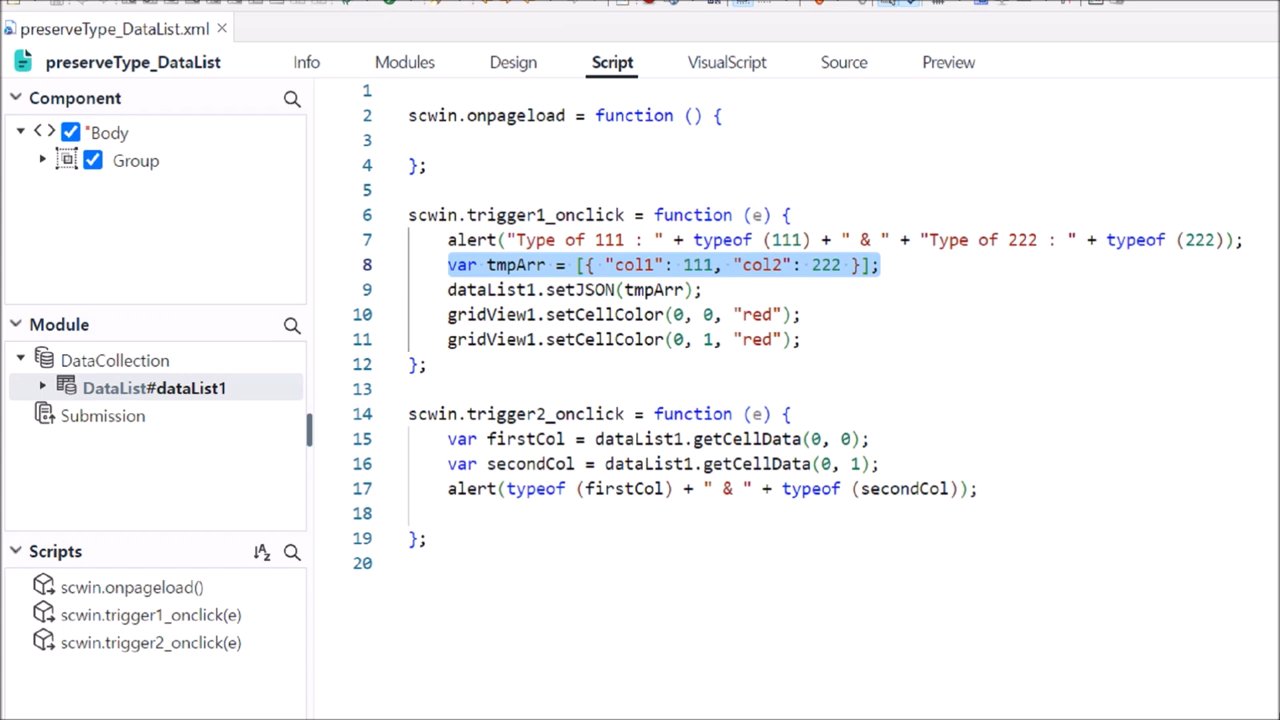 preserveType_DataList.xml
preserveType_DataList Info Modules Design Script VisualScript Source Preview
Component
*Body
Group
Module
DataCollection
DataList#dataList1
Submission
Scripts
scwin.onpageload()
scwin.trigger1_onclick(e)
scwin.trigger2_onclick(e)
1
2 scwin.onpageload = function () {
3
4 };
5
6 scwin.trigger1_onclick = function (e) {
7 alert("Type of 111 : " + typeof (111) + " & " + "Type of 222 : " + typeof (222));
8 var tmpArr = [{ "col1": 111, "col2": 222 }];
9 dataList1.setJSON(tmpArr);
10 gridView1.setCellColor(0, 0, "red");
11 gridView1.setCellColor(0, 1, "red");
12 };
13
14 scwin.trigger2_onclick = function (e) {
15 var firstCol = dataList1.getCellData(0, 0);
16 var secondCol = dataList1.getCellData(0, 1);
17 alert(typeof (firstCol) + " & " + typeof (secondCol));
18
19 };
20